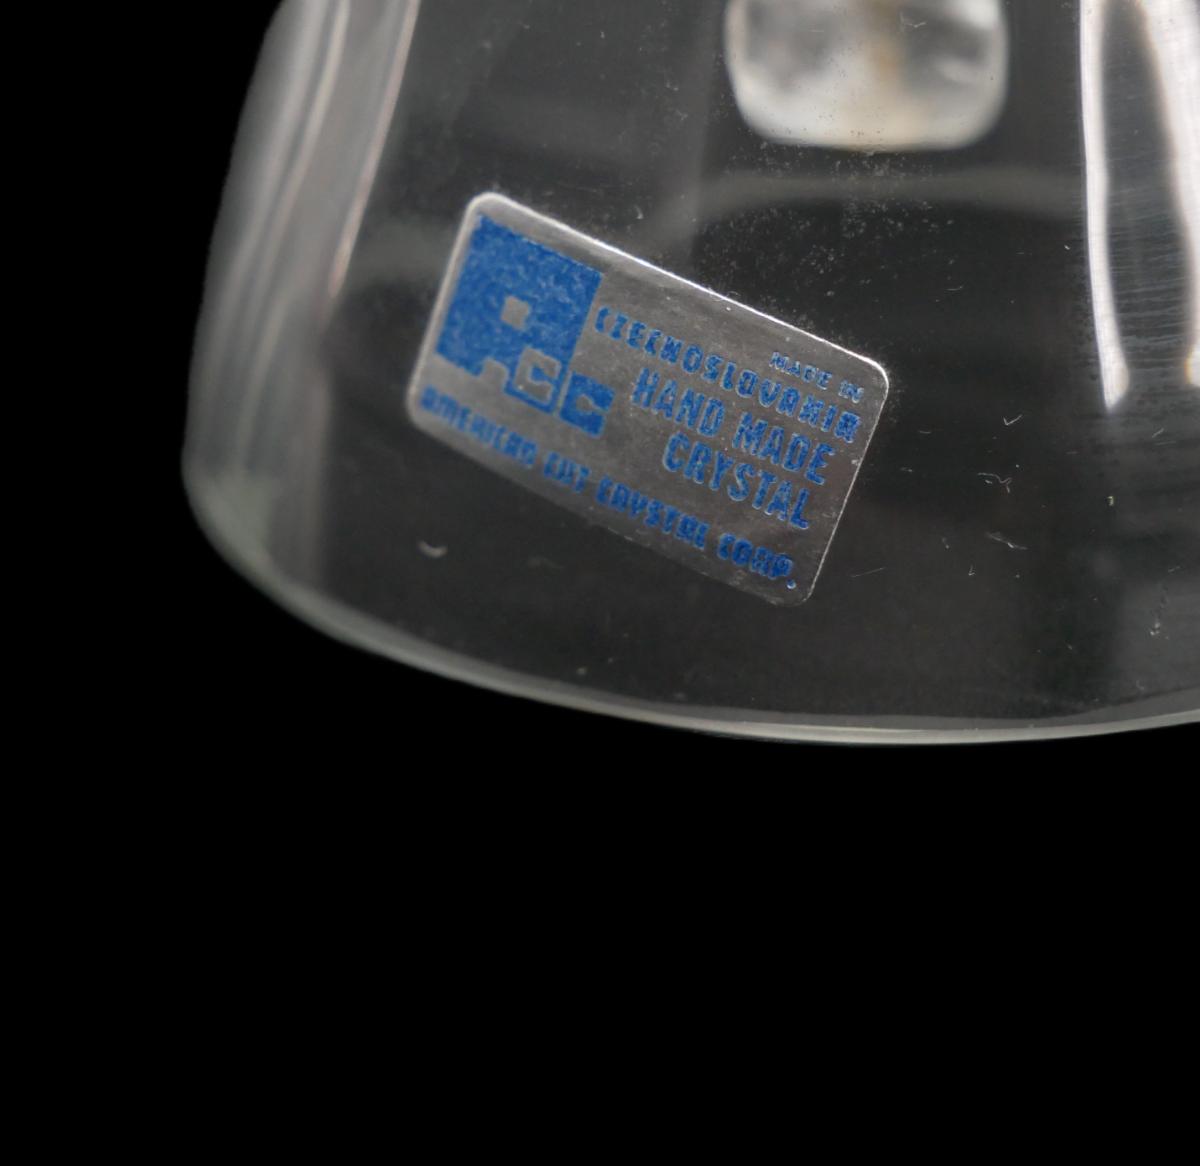 MADE IN
CZECHOSLOVAKIA
HAND MADE
CRYSTAL
ACC
AMERICAN CUT CRYSTAL CORP.